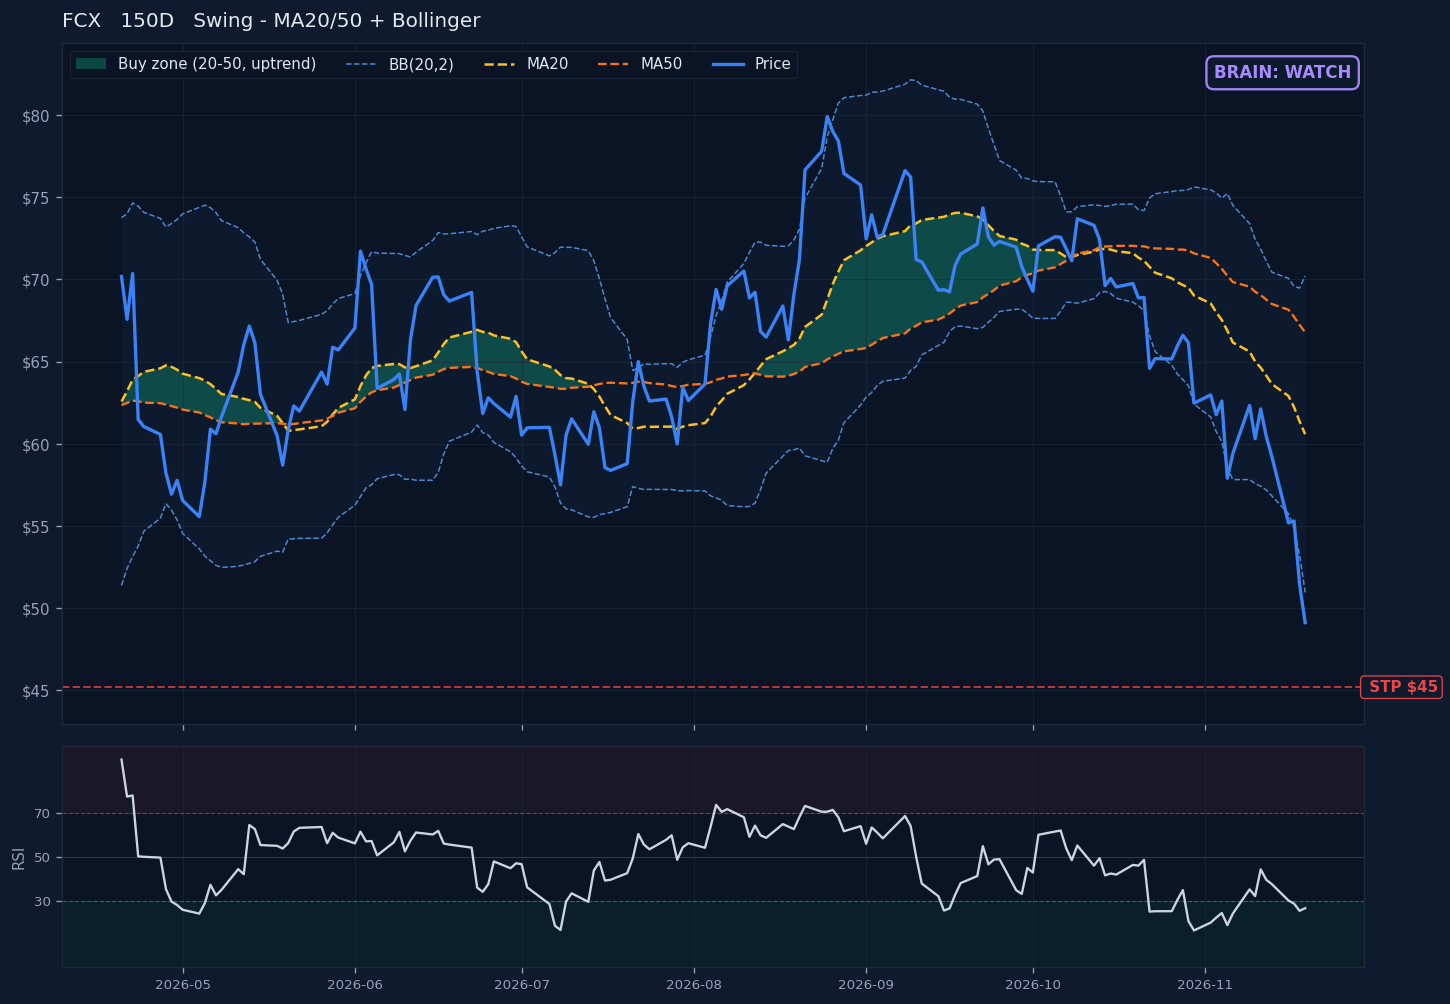 FCX   150D   Swing - MA20/50 + Bollinger
Buy zone (20-50, uptrend)   BB(20,2)   MA20   MA50   Price
BRAIN: WATCH
$80
$75
$70
$65
$60
$55
$50
$45
STP $45
70
50
30
RSI
2026-05   2026-06   2026-07   2026-08   2026-09   2026-10   2026-11